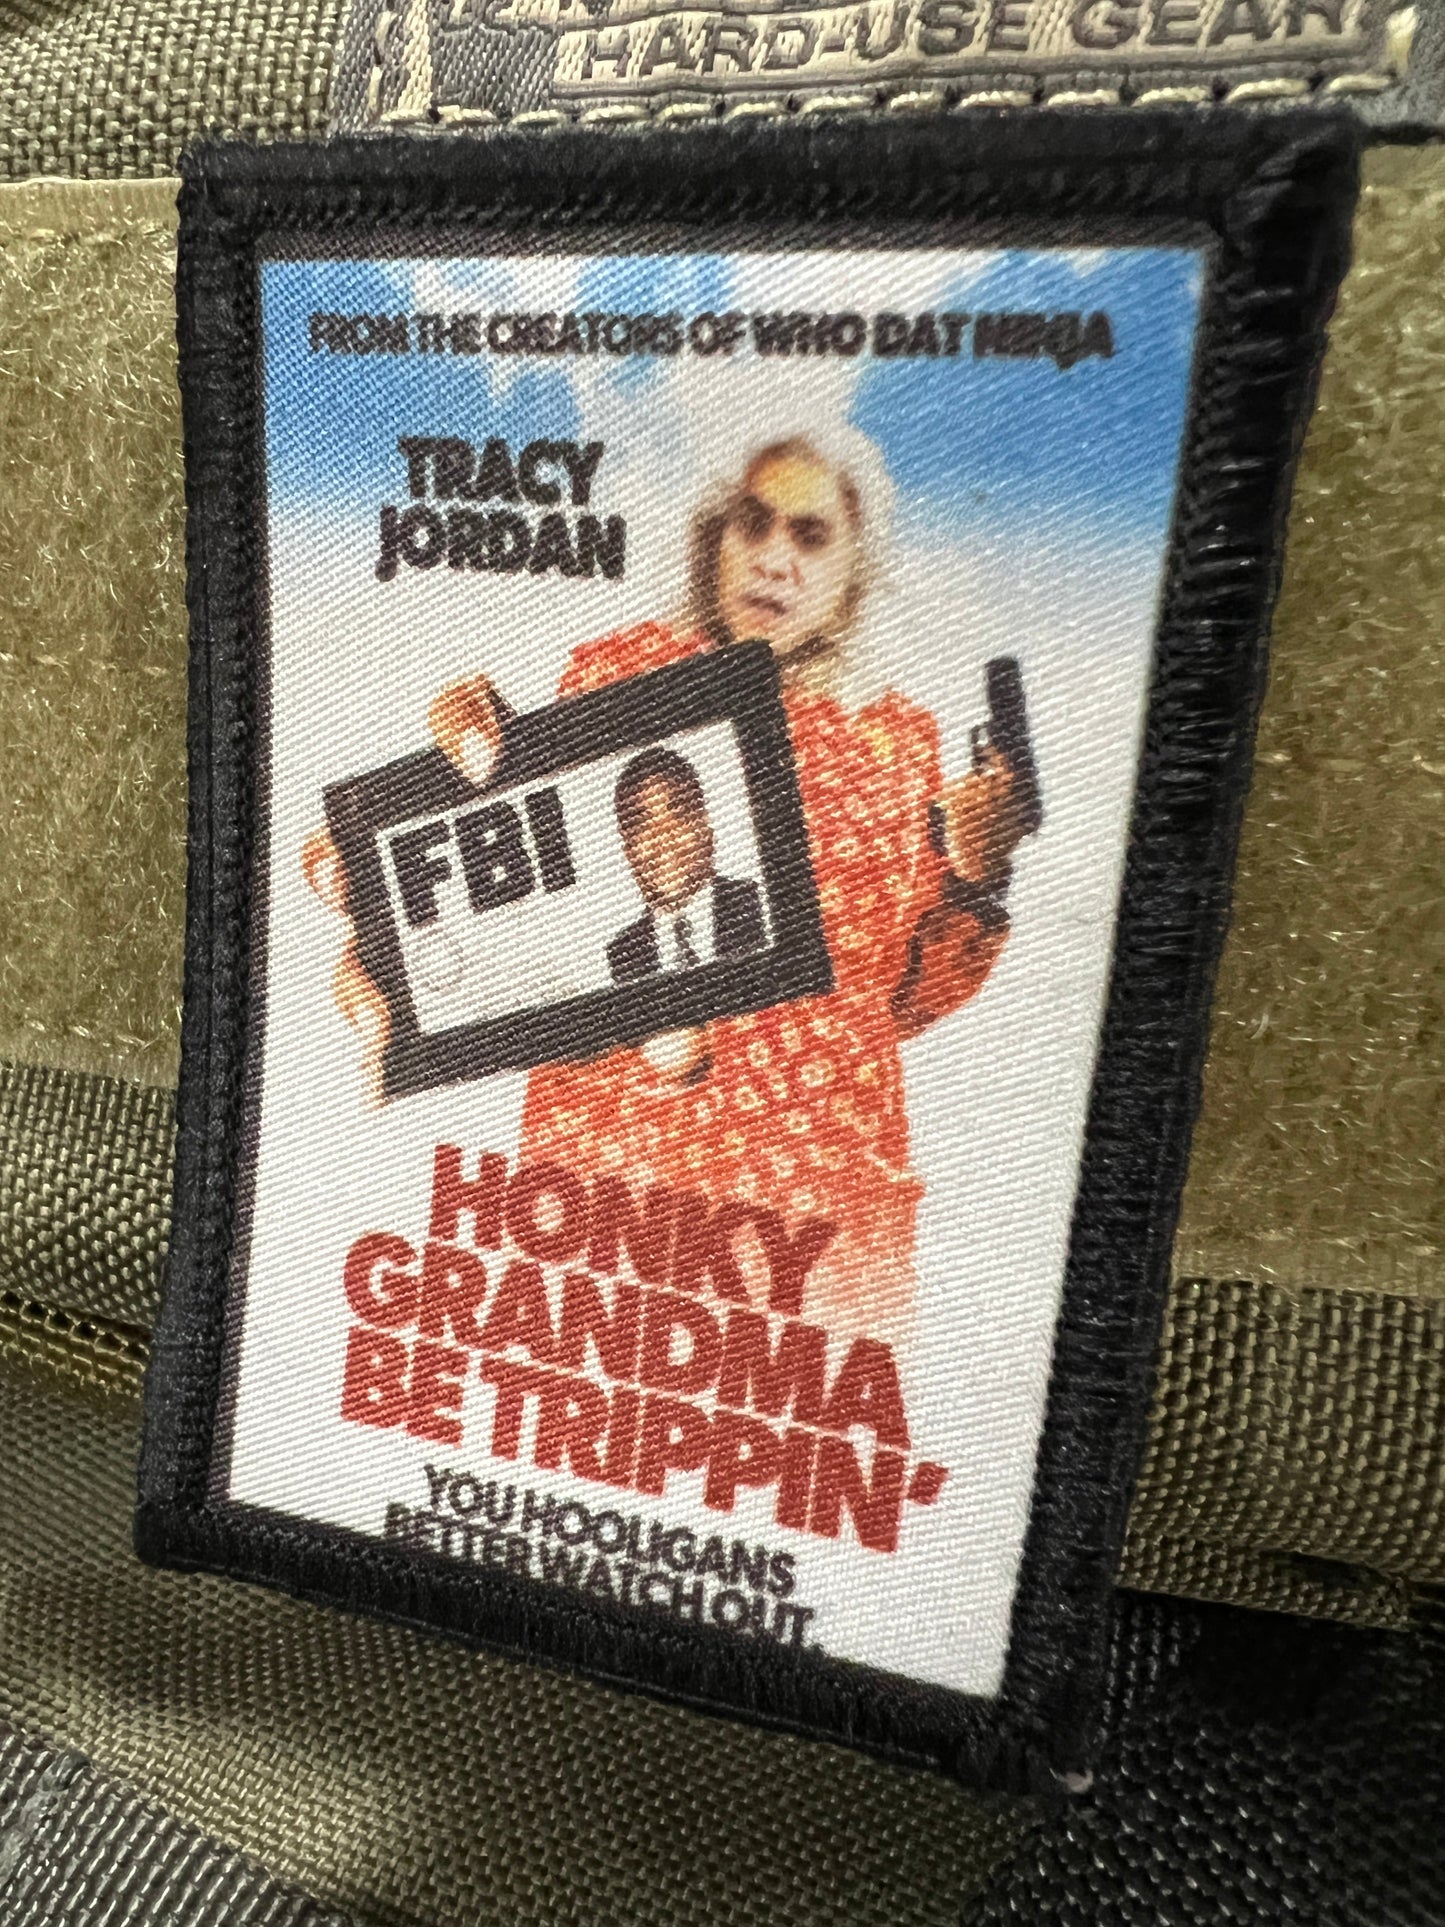 HARD-USE GEAR
FROM THE CREATORS OF WHO DAT NINJA
TRACY
JORDAN
FBI
HONKY
GRANDMA
BE TRIPPIN'
YOU HOOLIGANS
BETTER WATCH OUT.